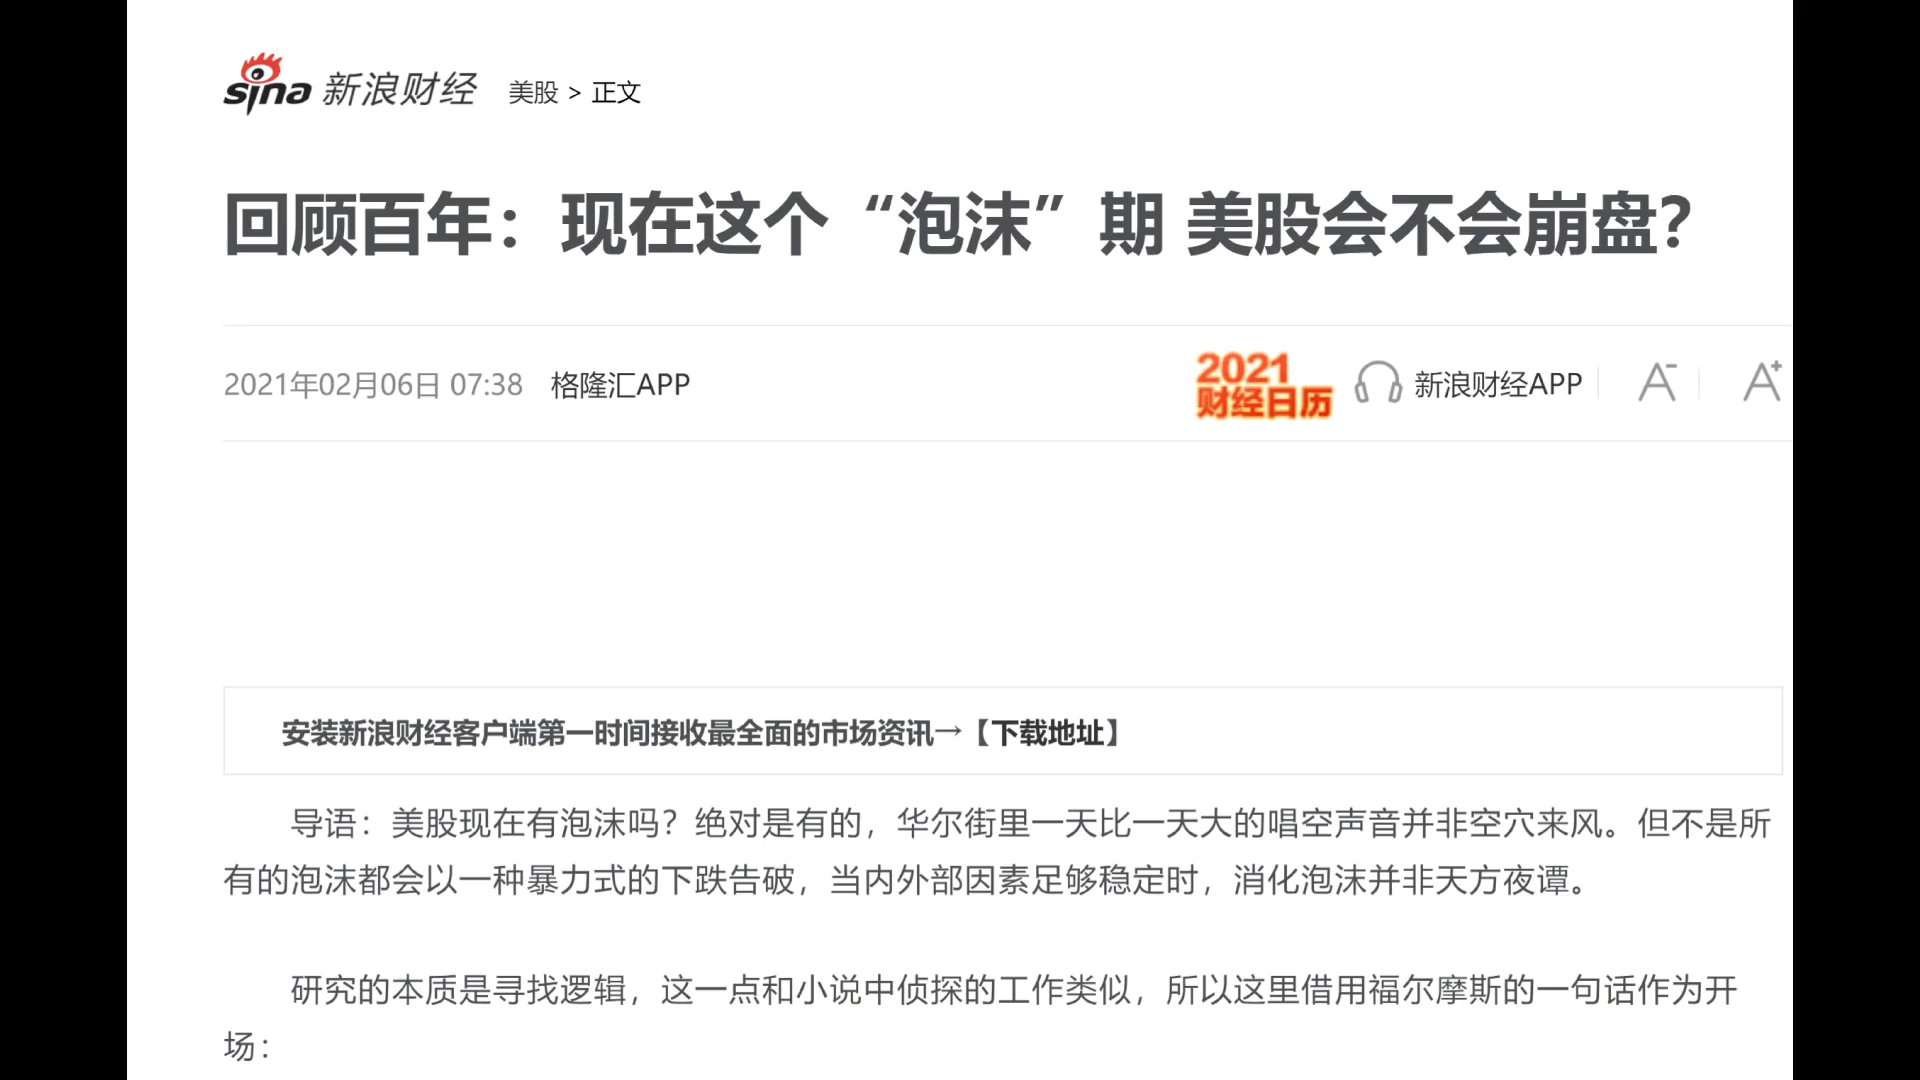 sina 新浪财经 美股 > 正文
回顾百年：现在这个“泡沫”期 美股会不会崩盘？
2021年02月06日 07:38 格隆汇APP
2021
财经日历
新浪财经APP A- A+
安装新浪财经客户端第一时间接收最全面的市场资讯→【下载地址】
导语：美股现在有泡沫吗？绝对是有的，华尔街里一天比一天大的唱空声音并非空穴来风。但不是所
有的泡沫都会以一种暴力式的下跌告破，当内外部因素足够稳定时，消化泡沫并非天方夜谭。
研究的本质是寻找逻辑，这一点和小说中侦探的工作类似，所以这里借用福尔摩斯的一句话作为开
场：